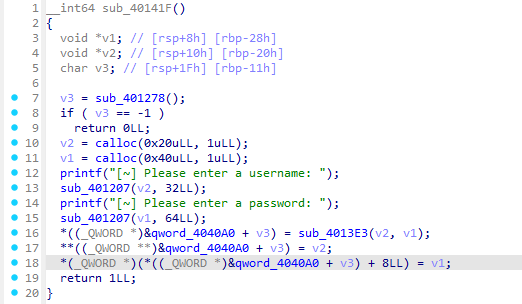 1 __int64 sub_40141F()
2 {
3 void *v1; // [rsp+8h] [rbp-28h]
4 void *v2; // [rsp+10h] [rbp-20h]
5 char v3; // [rsp+1Fh] [rbp-11h]
6
7 v3 = sub_401278();
8 if ( v3 == -1 )
9 return 0LL;
10 v2 = calloc(0x20uLL, 1uLL);
11 v1 = calloc(0x40uLL, 1uLL);
12 printf("[~] Please enter a username: ");
13 sub_401207(v2, 32LL);
14 printf("[~] Please enter a password: ");
15 sub_401207(v1, 64LL);
16 *((_QWORD *)&qword_4040A0 + v3) = sub_4013E3(v2, v1);
17 **((_QWORD **)&qword_4040A0 + v3) = v2;
18 *(_QWORD *)(*((_QWORD *)&qword_4040A0 + v3) + 8LL) = v1;
19 return 1LL;
20 }